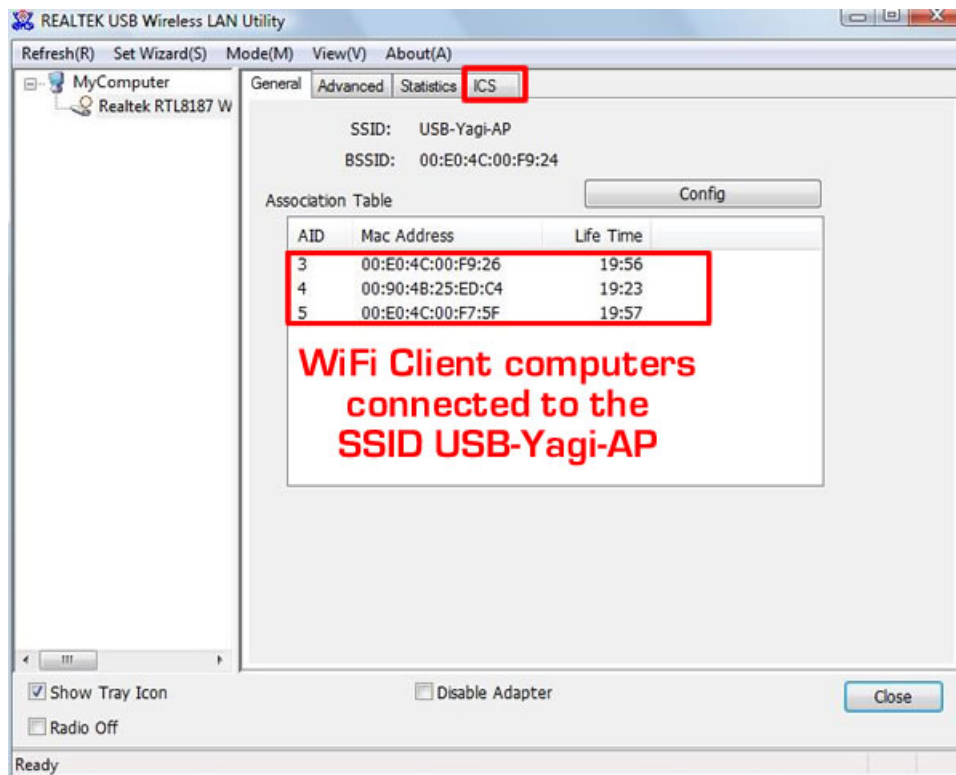 REALTEK USB Wireless LAN Utility
Refresh(R) Set Wizard(S) Mode(M) View(V) About(A)
MyComputer
Realtek RTL8187 W
General Advanced Statistics ICS
SSID: USB-Yagi-AP
BSSID: 00:E0:4C:00:F9:24
Association Table
Config
AID Mac Address Life Time
3 00:E0:4C:00:F9:26 19:56
4 00:90:4B:25:ED:C4 19:23
5 00:E0:4C:00:F7:5F 19:57
WiFi Client computers
connected to the
SSID USB-Yagi-AP
Show Tray Icon
Disable Adapter
Close
Radio Off
Ready